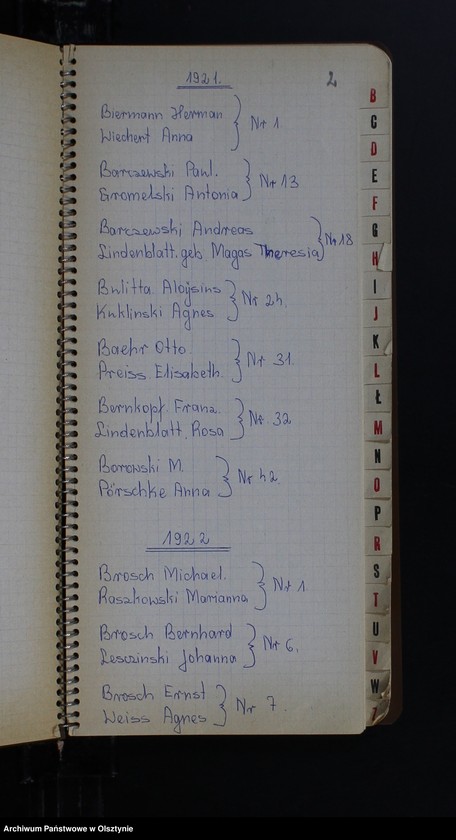 1921.
2
Biermann Herman
Wiechert Anna
Nr 1
Barczewski Paul.
Gromelski Antonia
Nr 13
Barczewski Andreas
Lindenblatt. geb. Magas Theresia
Nr 18
Bulitta Aloysius
Kuklinski Agnes
Nr 24
Baehr Otto.
Preiss Elisabeth.
Nr 31.
Bernkopf. Franz.
Lindenblatt. Rosa
Nr. 32
Borowski M.
Pörschke Anna
Nr 42.
1922
Brosch Michael.
Raszkowski Marianna
Nr 1
Brosch Bernhard
Leszinski Johanna
Nr 6.
Brosch Ernst
Weiss Agnes
Nr 7.
B
C
D
E
F
G
H
I
J
K
L
Ł
M
N
O
P
R
S
T
U
V
W
Archiwum Państwowe w Olsztynie